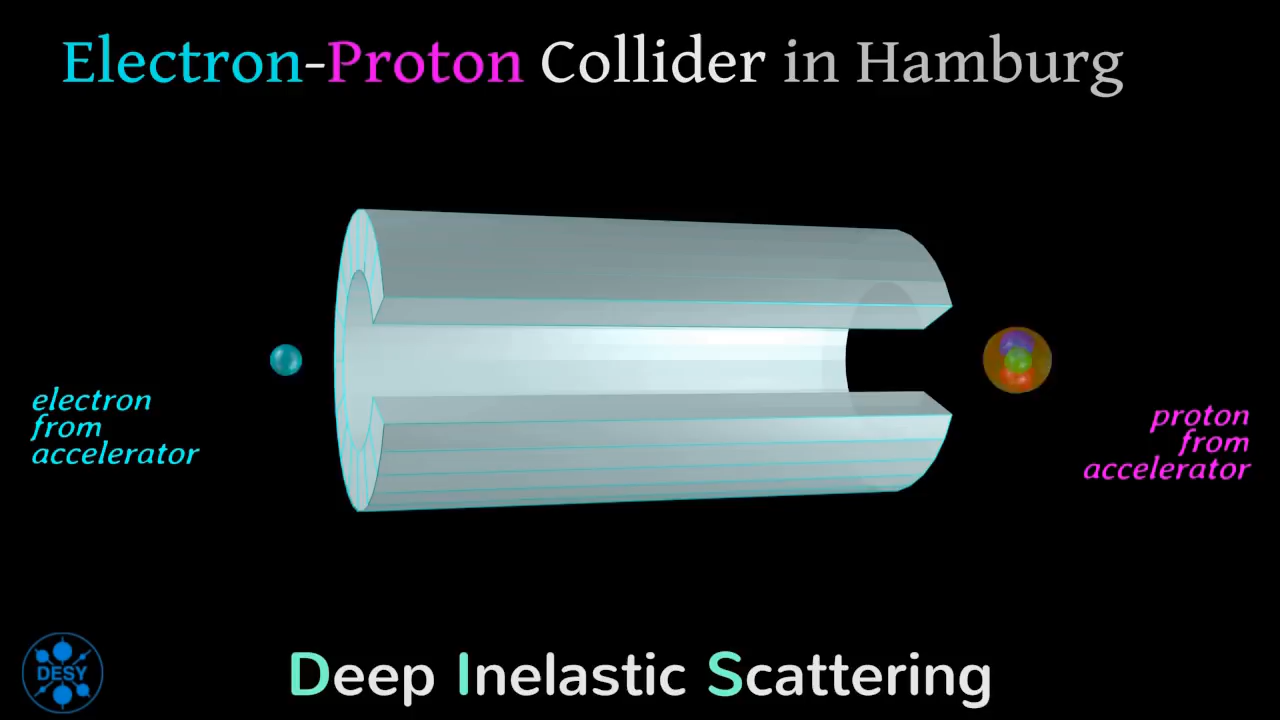 Electron-Proton Collider in Hamburg
electron
from
accelerator
proton
from
accelerator
DESY
Deep Inelastic Scattering